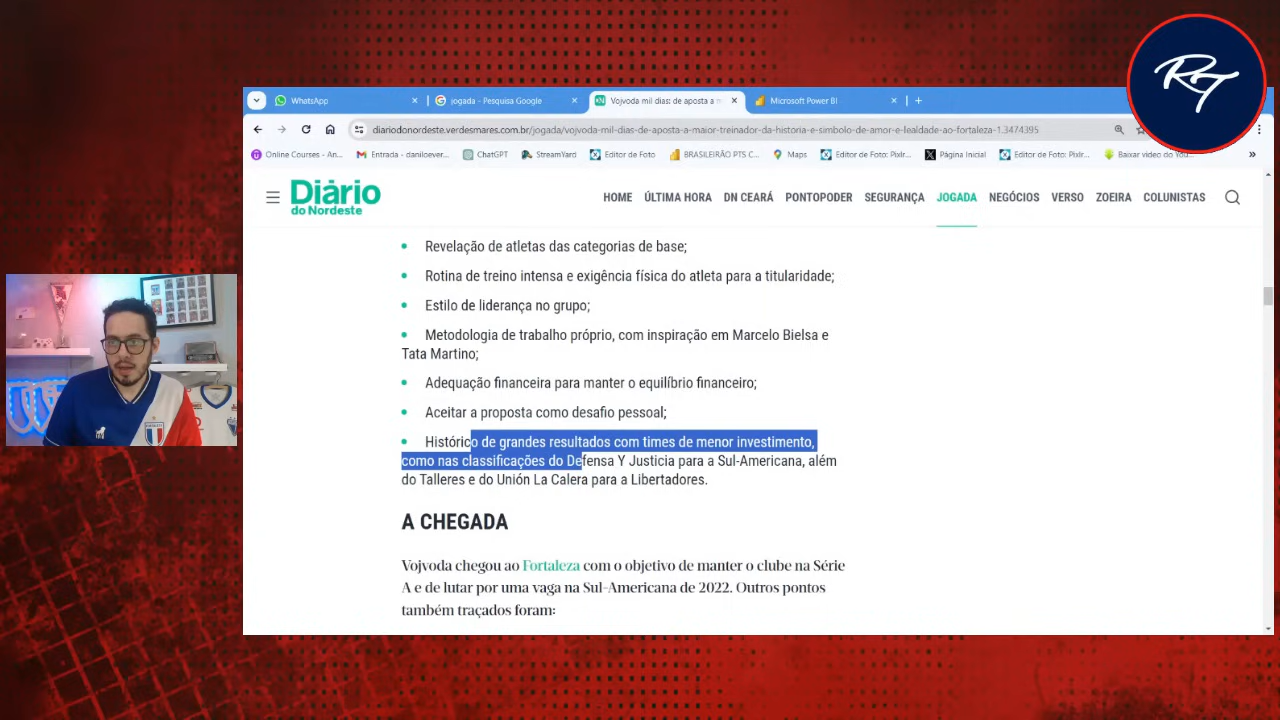 RT
WhatsApp
jogada - Pesquisa Google
Vojvoda mil dias: de aposta a m
Microsoft Power BI
diariodonordeste.verdesmares.com.br/jogada/vojvoda-mil-dias-de-aposta-a-maior-treinador-da-historia-e-simbolo-de-amor-e-lealdade-ao-fortaleza-1.3474395
Online Courses - An...
Entrada - daniloever...
ChatGPT
StreamYard
Editor de Foto
BRASILEIRÃO PTS C...
Maps
Editor de Foto: Pixlr...
Página Inicial
Editor de Foto: Pixlr...
Baixar vídeo do You...
Diário
do Nordeste
HOME ÚLTIMA HORA DN CEARÁ PONTOPODER SEGURANÇA JOGADA NEGÓCIOS VERSO ZOEIRA COLUNISTAS
Revelação de atletas das categorias de base;
Rotina de treino intensa e exigência física do atleta para a titularidade;
Estilo de liderança no grupo;
Metodologia de trabalho próprio, com inspiração em Marcelo Bielsa e
Tata Martino;
Adequação financeira para manter o equilíbrio financeiro;
Aceitar a proposta como desafio pessoal;
Histórico de grandes resultados com times de menor investimento,
como nas classificações do Defensa Y Justicia para a Sul-Americana, além
do Talleres e do Unión La Calera para a Libertadores.
A CHEGADA
Vojvoda chegou ao Fortaleza com o objetivo de manter o clube na Série
A e de lutar por uma vaga na Sul-Americana de 2022. Outros pontos
também traçados foram: